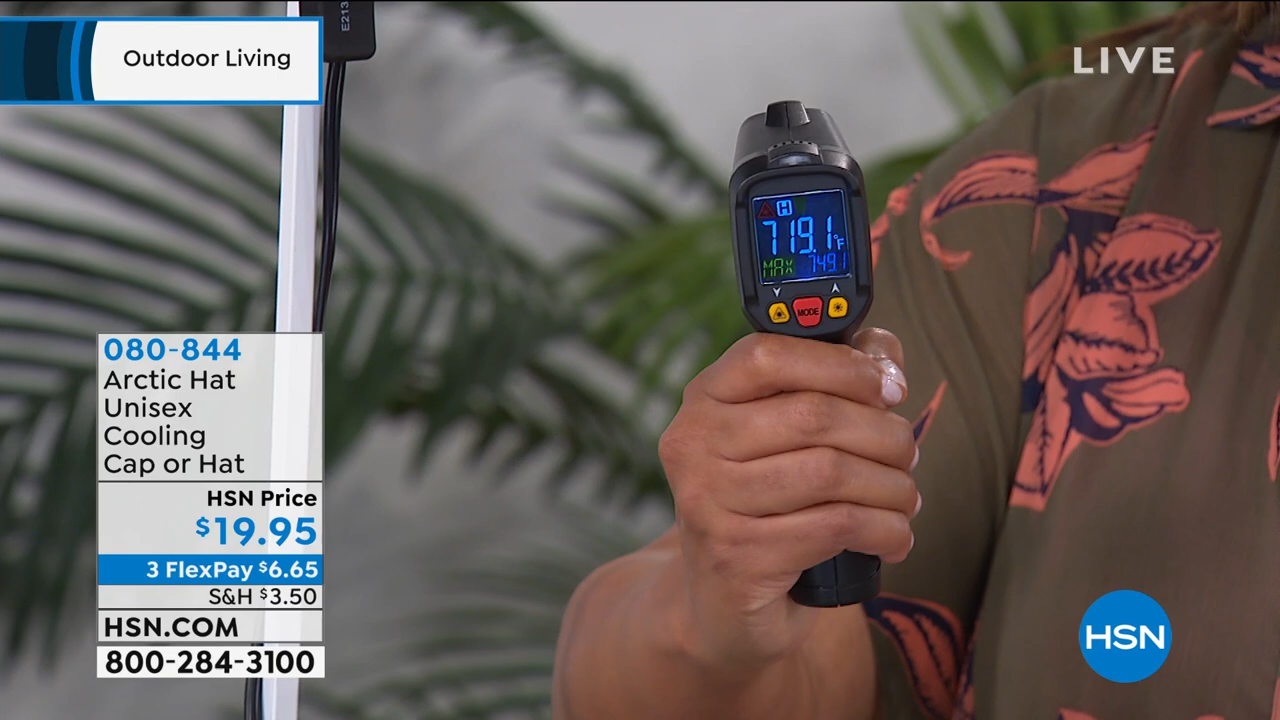 Outdoor Living
E213
LIVE
H
719.1°F
MAX 749.1
MODE
080-844
Arctic Hat
Unisex
Cooling
Cap or Hat
HSN Price
$19.95
3 FlexPay $6.65
S&H $3.50
HSN.COM
800-284-3100
HSN